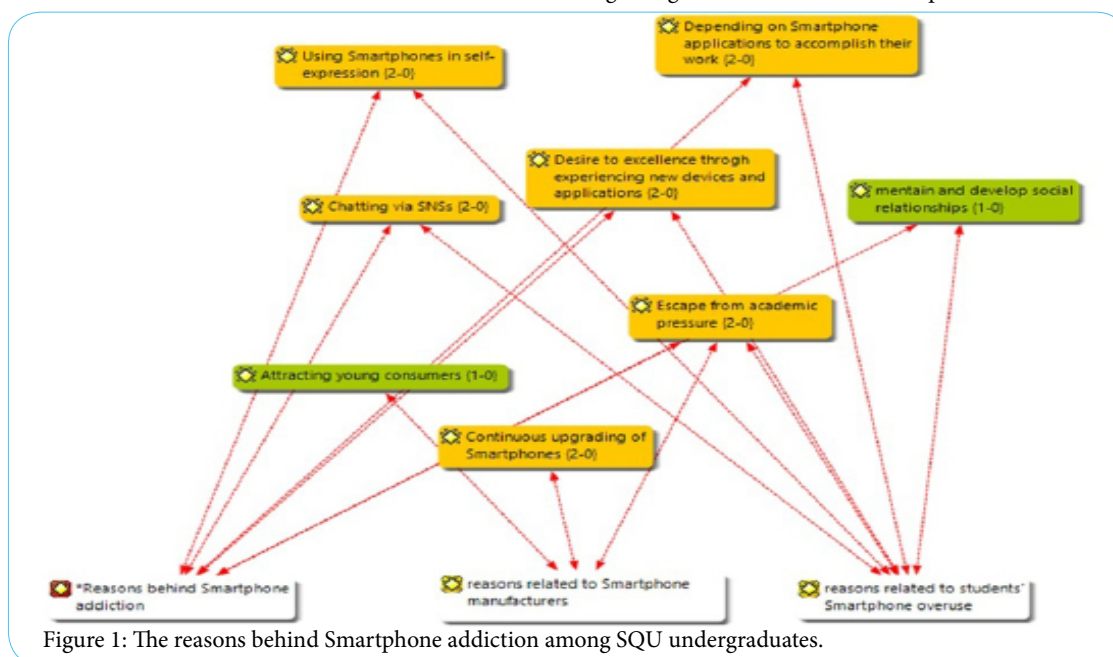 Using Smartphones in self-
expression {2-0}
Depending on Smartphone
applications to accomplish their
work {2-0}
Desire to excellence throgh
experiencing new devices and
applications {2-0}
Chatting via SNSs {2-0}
mentain and develop social
relationships {1-0}
Escape from academic
pressure {2-0}
Attracting young consumers {1-0}
Continuous upgrading of
Smartphones {2-0}
*Reasons behind Smartphone
addiction
reasons related to Smartphone
manufacturers
reasons related to students'
Smartphone overuse
Figure 1: The reasons behind Smartphone addiction among SQU undergraduates.